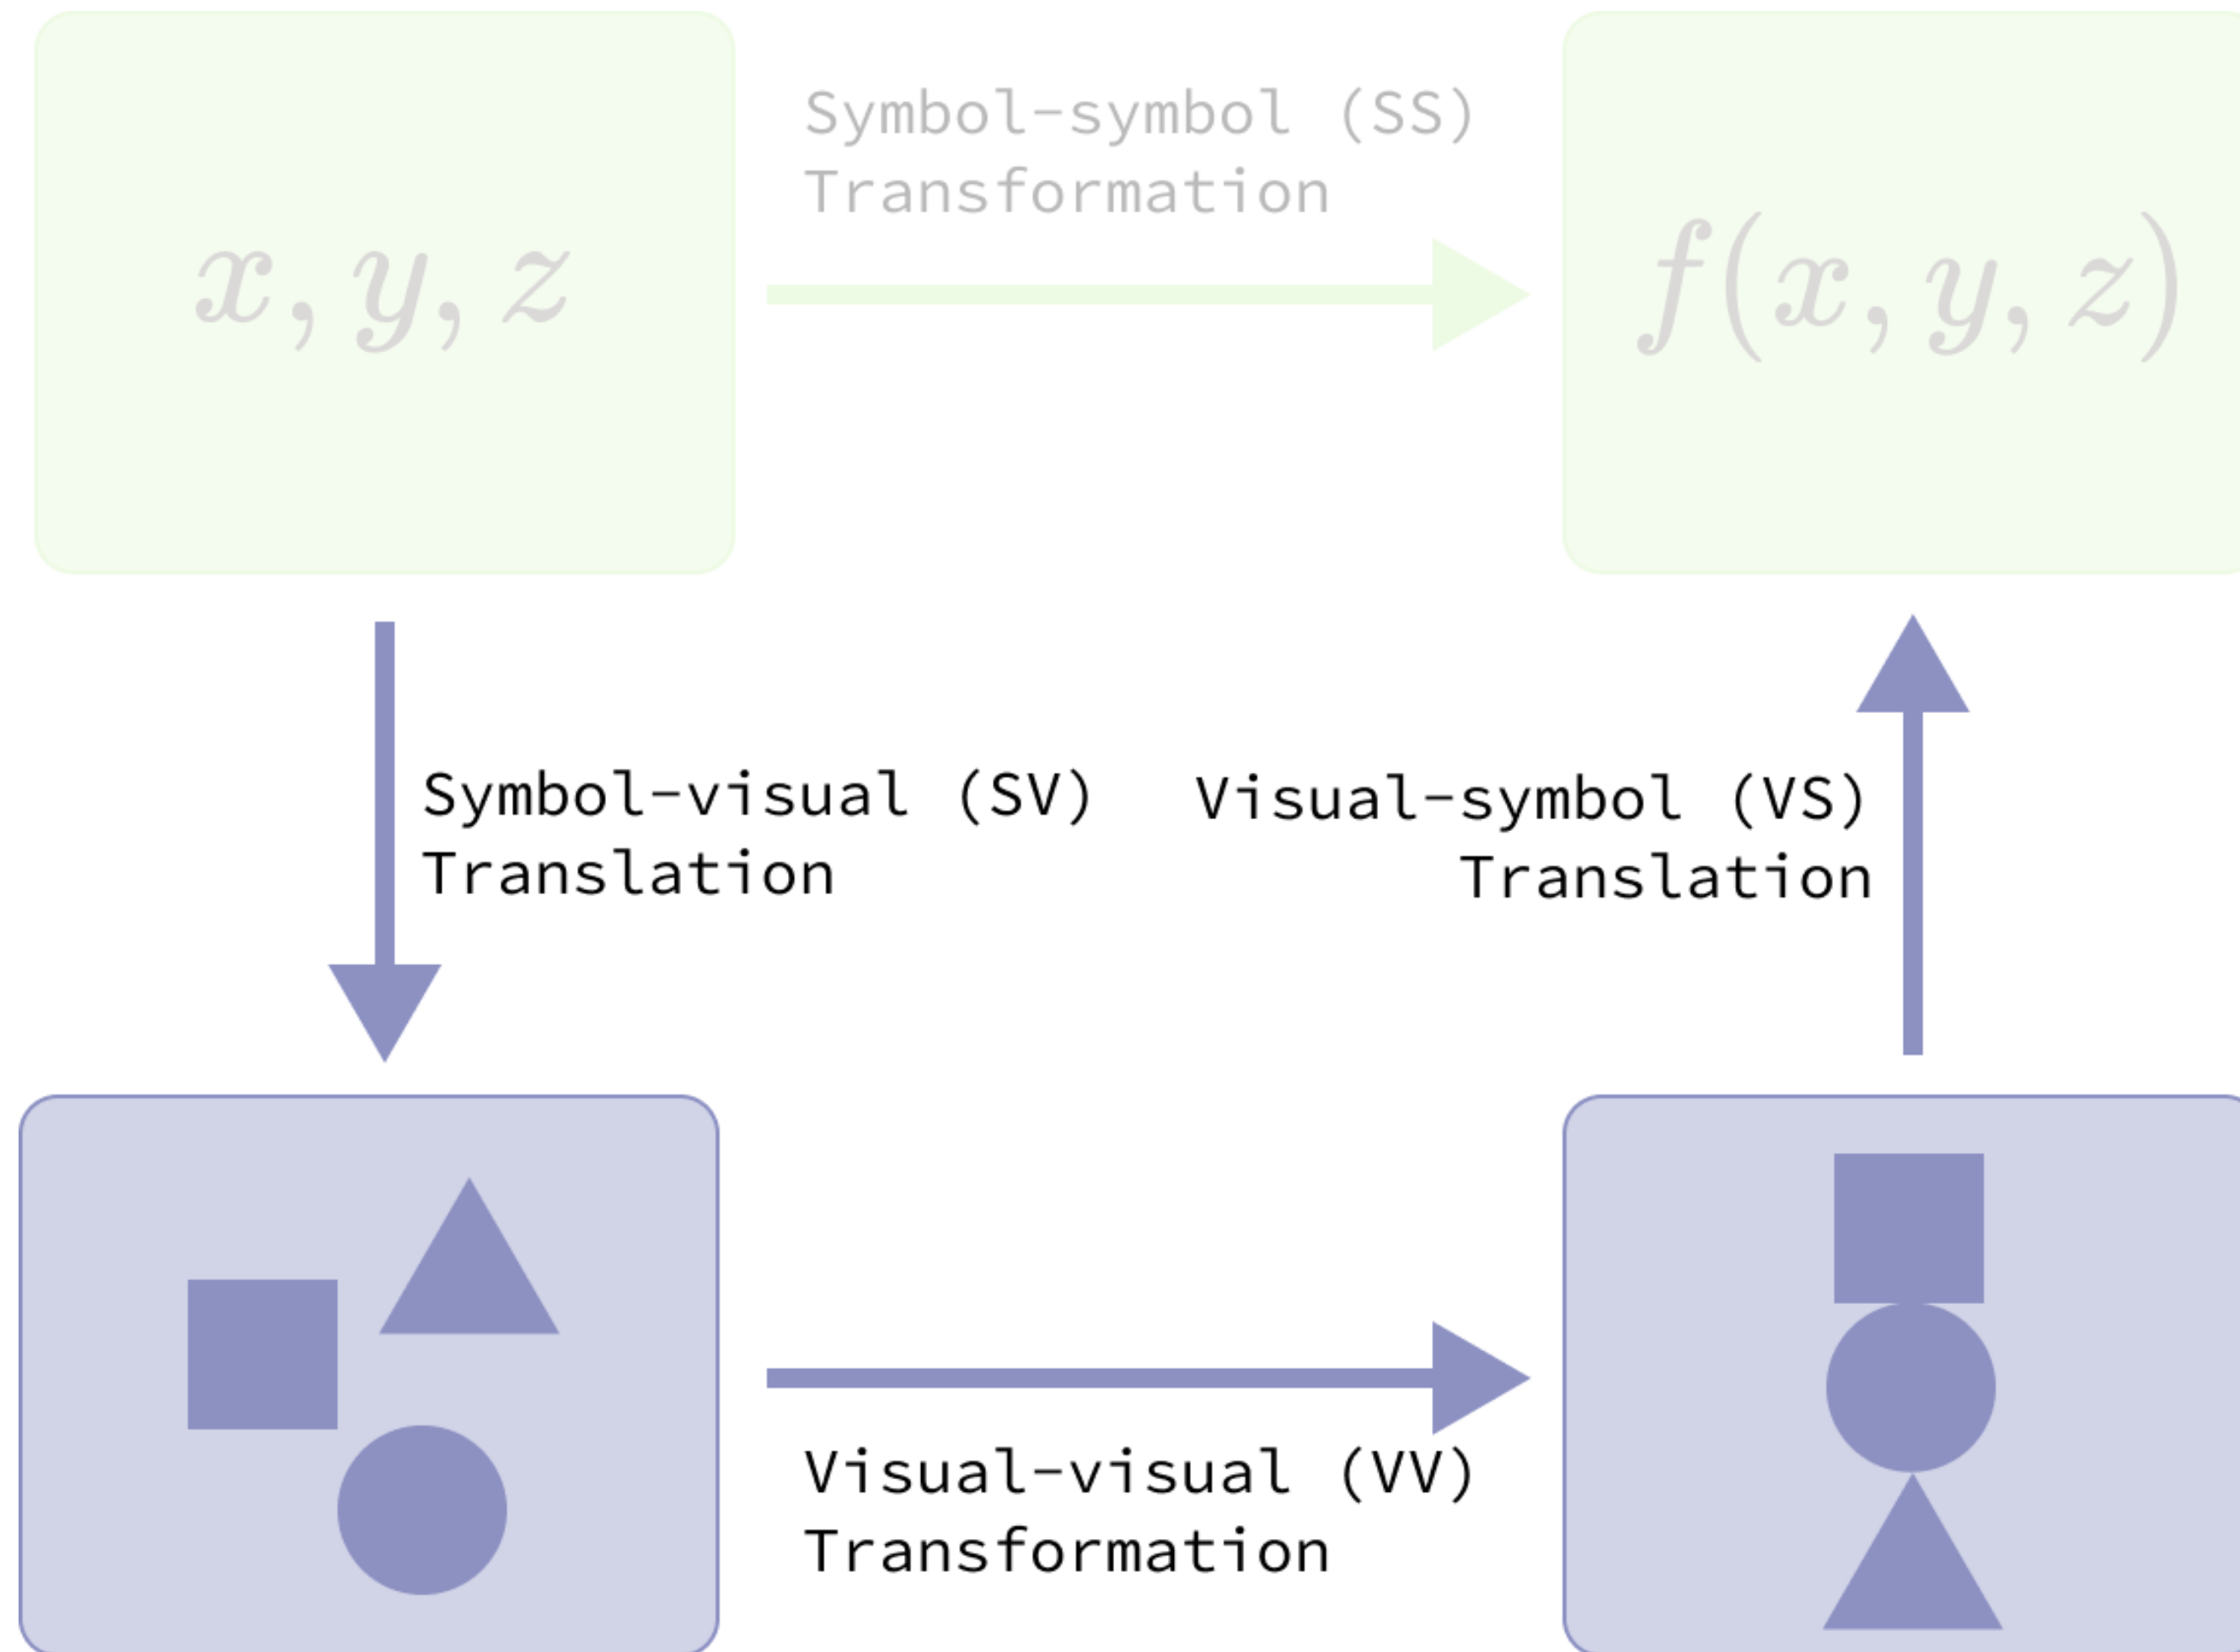 Symbol-symbol (SS)
Transformation
x, y, z
f(x, y, z)
Symbol-visual (SV)
Translation
Visual-symbol (VS)
Translation
Visual-visual (VV)
Transformation